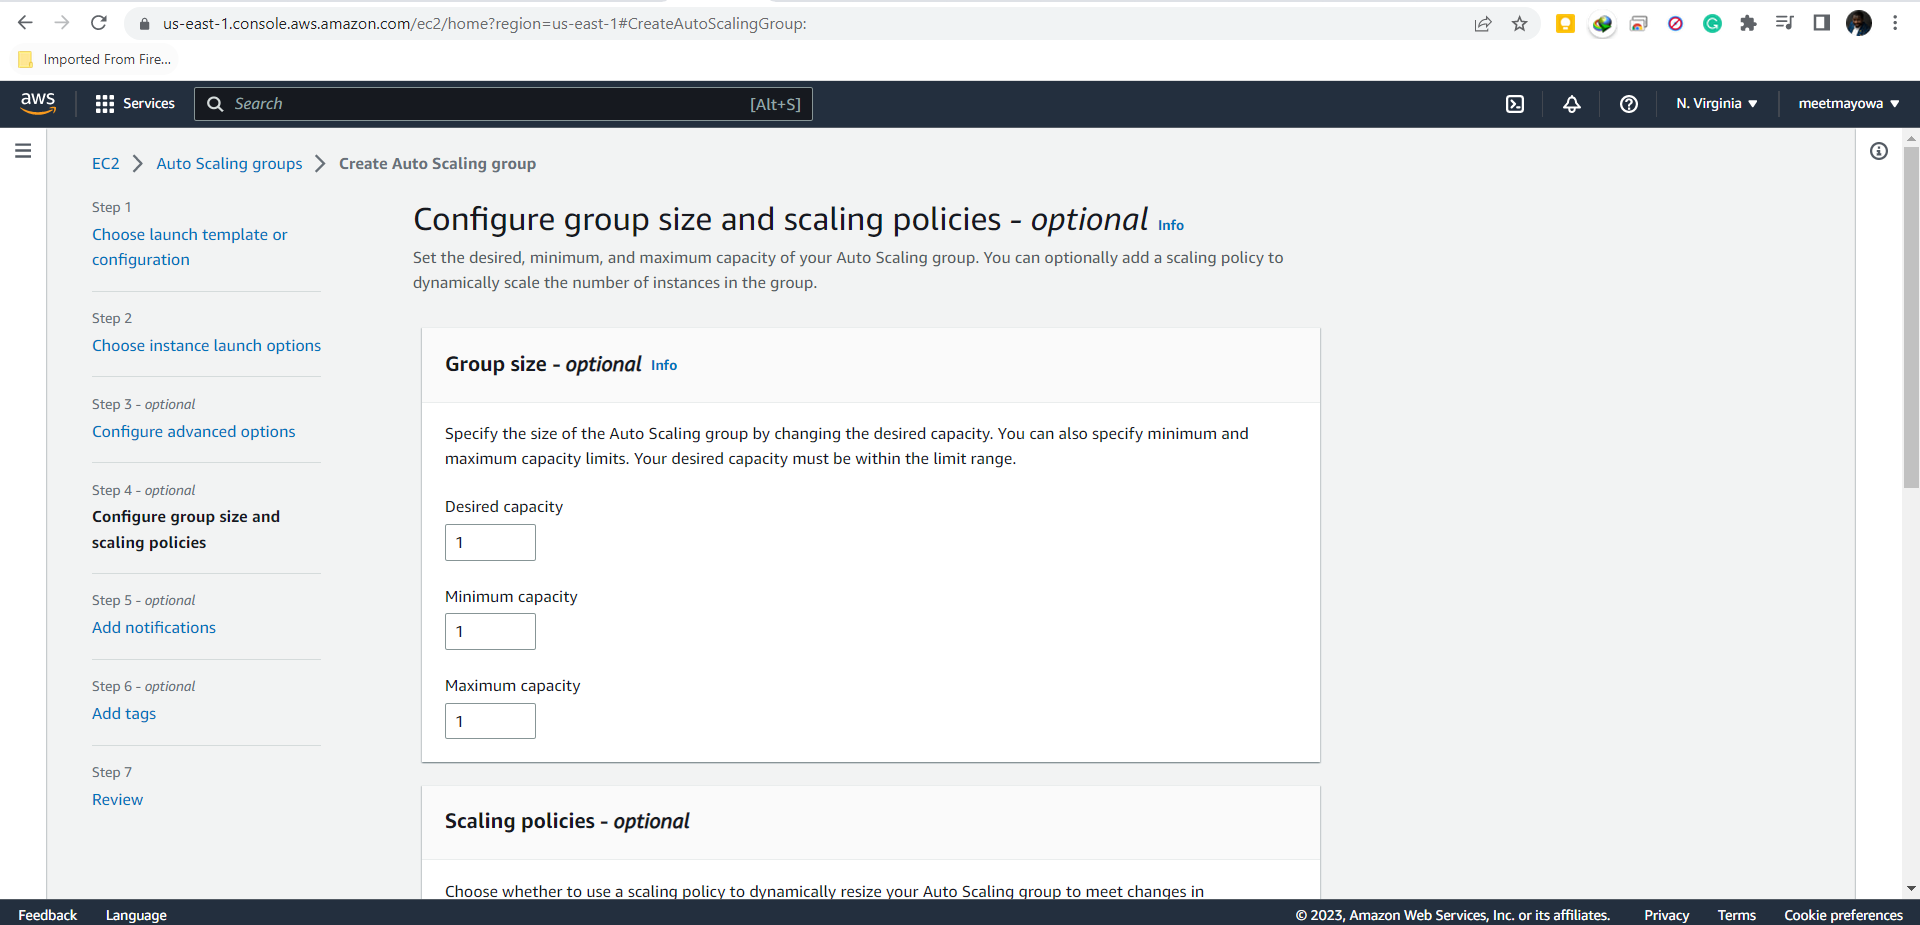 us-east-1.console.aws.amazon.com/ec2/home?region=us-east-1#CreateAutoScalingGroup:
Imported From Fire...
aws
Services
Search
[Alt+S]
N. Virginia
meetmayowa
EC2
Auto Scaling groups
Create Auto Scaling group
Step 1
Choose launch template or
configuration
Step 2
Choose instance launch options
Step 3 - optional
Configure advanced options
Step 4 - optional
Configure group size and
scaling policies
Step 5 - optional
Add notifications
Step 6 - optional
Add tags
Step 7
Review
Configure group size and scaling policies - optional Info
Set the desired, minimum, and maximum capacity of your Auto Scaling group. You can optionally add a scaling policy to
dynamically scale the number of instances in the group.
Group size - optional Info
Specify the size of the Auto Scaling group by changing the desired capacity. You can also specify minimum and
maximum capacity limits. Your desired capacity must be within the limit range.
Desired capacity
1
Minimum capacity
1
Maximum capacity
1
Scaling policies - optional
Choose whether to use a scaling policy to dynamically resize your Auto Scaling group to meet changes in
Feedback
Language
© 2023, Amazon Web Services, Inc. or its affiliates.
Privacy
Terms
Cookie preferences